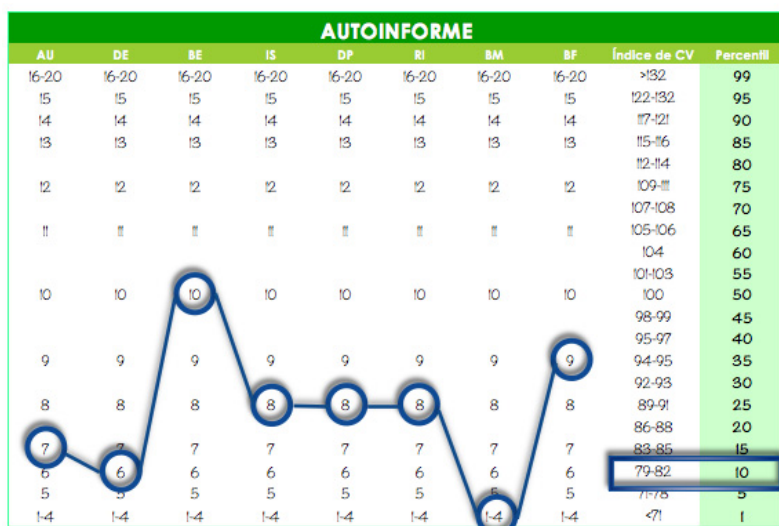 AUTOINFORME
AU DE BE IS DP RI BM BF Índice de CV Percentil
16-20 16-20 16-20 16-20 16-20 16-20 16-20 16-20 >132 99
15 15 15 15 15 15 15 15 122-132 95
14 14 14 14 14 14 14 14 117-121 90
13 13 13 13 13 13 13 13 115-116 85
112-114 80
12 12 12 12 12 12 12 12 109-111 75
107-108 70
11 11 11 11 11 11 11 11 105-106 65
104 60
101-103 55
10 10 10 10 10 10 10 10 100 50
98-99 45
95-97 40
9 9 9 9 9 9 9 9 94-95 35
92-93 30
8 8 8 8 8 8 8 8 89-91 25
86-88 20
7 7 7 7 7 7 7 7 83-85 15
6 6 6 6 6 6 6 6 79-82 10
5 5 5 5 5 5 5 5 71-78 5
1-4 1-4 1-4 1-4 1-4 1-4 1-4 1-4 <71 1